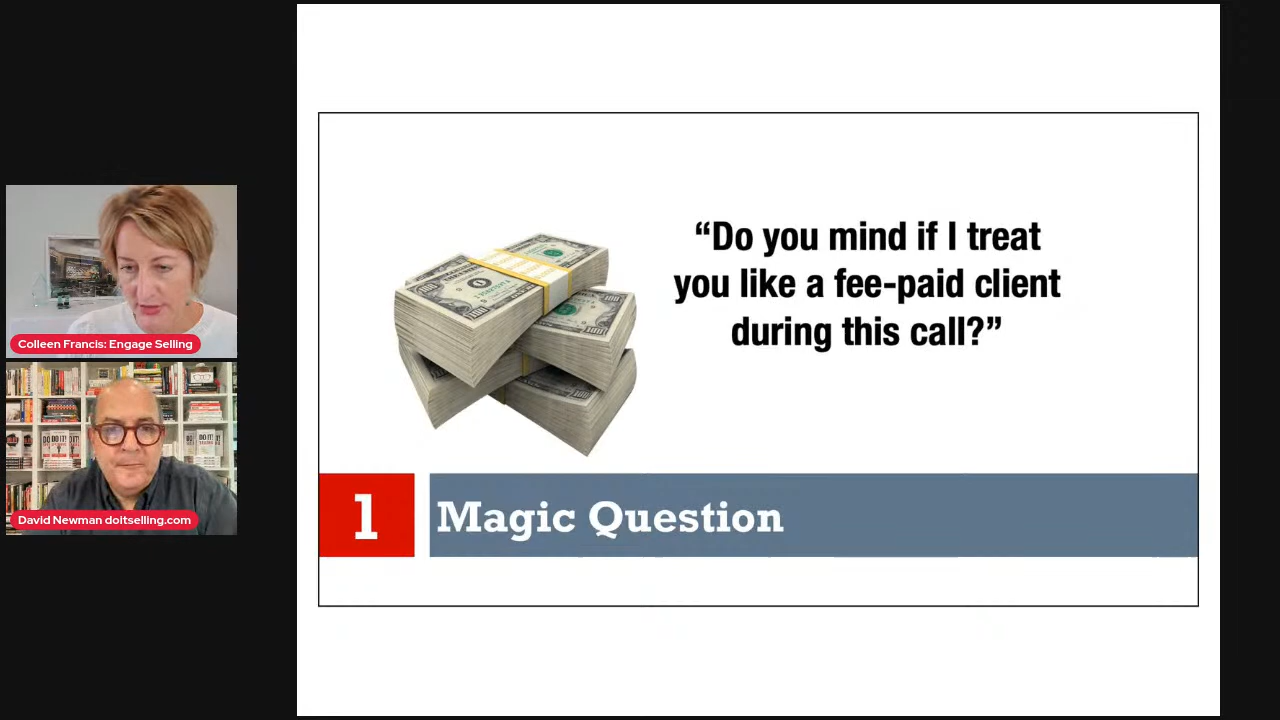 Colleen Francis: Engage Selling
David Newman doitselling.com
“Do you mind if I treat
you like a fee-paid client
during this call?”
1 Magic Question